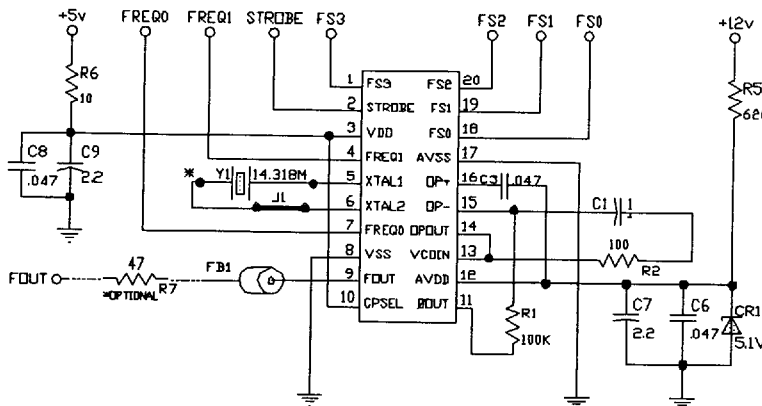 +5v FREQ0 FREQ1 STROBE FS3 FS2 FS1 FS0 +12v
R6
10
R5
1 FS3 FS2 20
2 STROBE FS1 19
3 VDD FS0 18
4 FREQ1 AVSS 17
5 XTAL1 OP+ 16
6 XTAL2 OP- 15
7 FREQ0 OPOUT 14
8 VSS VCOIN 13
9 FOUT AVDD 12
10 CPSEL ØOUT 11
C8
.047
C9
2.2
*
Y1
14.318M
J1
C3
.047
C1
1
100
R2
FOUT
47
*OPTIONAL
R7
FB1
R1
100K
C7
2.2
C6
.047
CR1
5.1V